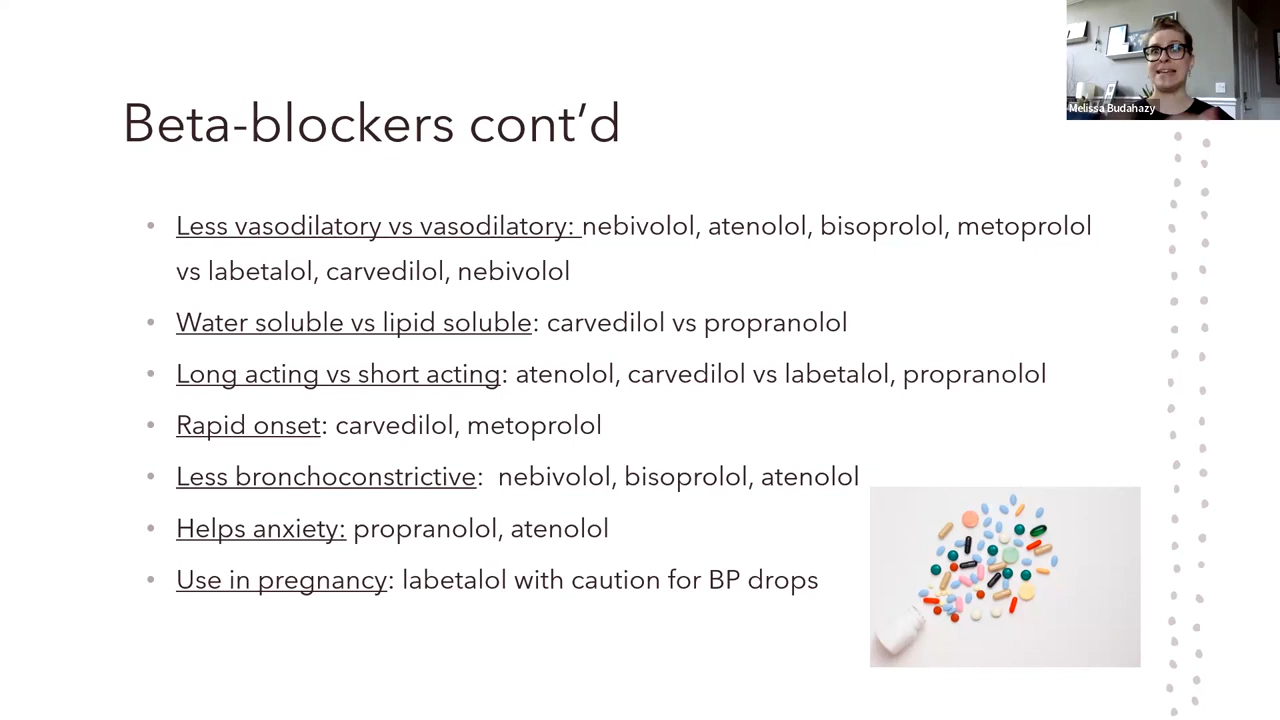 Melissa Budahazy
Beta-blockers cont’d
• Less vasodilatory vs vasodilatory: nebivolol, atenolol, bisoprolol, metoprolol
vs labetalol, carvedilol, nebivolol
• Water soluble vs lipid soluble: carvedilol vs propranolol
• Long acting vs short acting: atenolol, carvedilol vs labetalol, propranolol
• Rapid onset: carvedilol, metoprolol
• Less bronchoconstrictive:  nebivolol, bisoprolol, atenolol
• Helps anxiety: propranolol, atenolol
• Use in pregnancy: labetalol with caution for BP drops